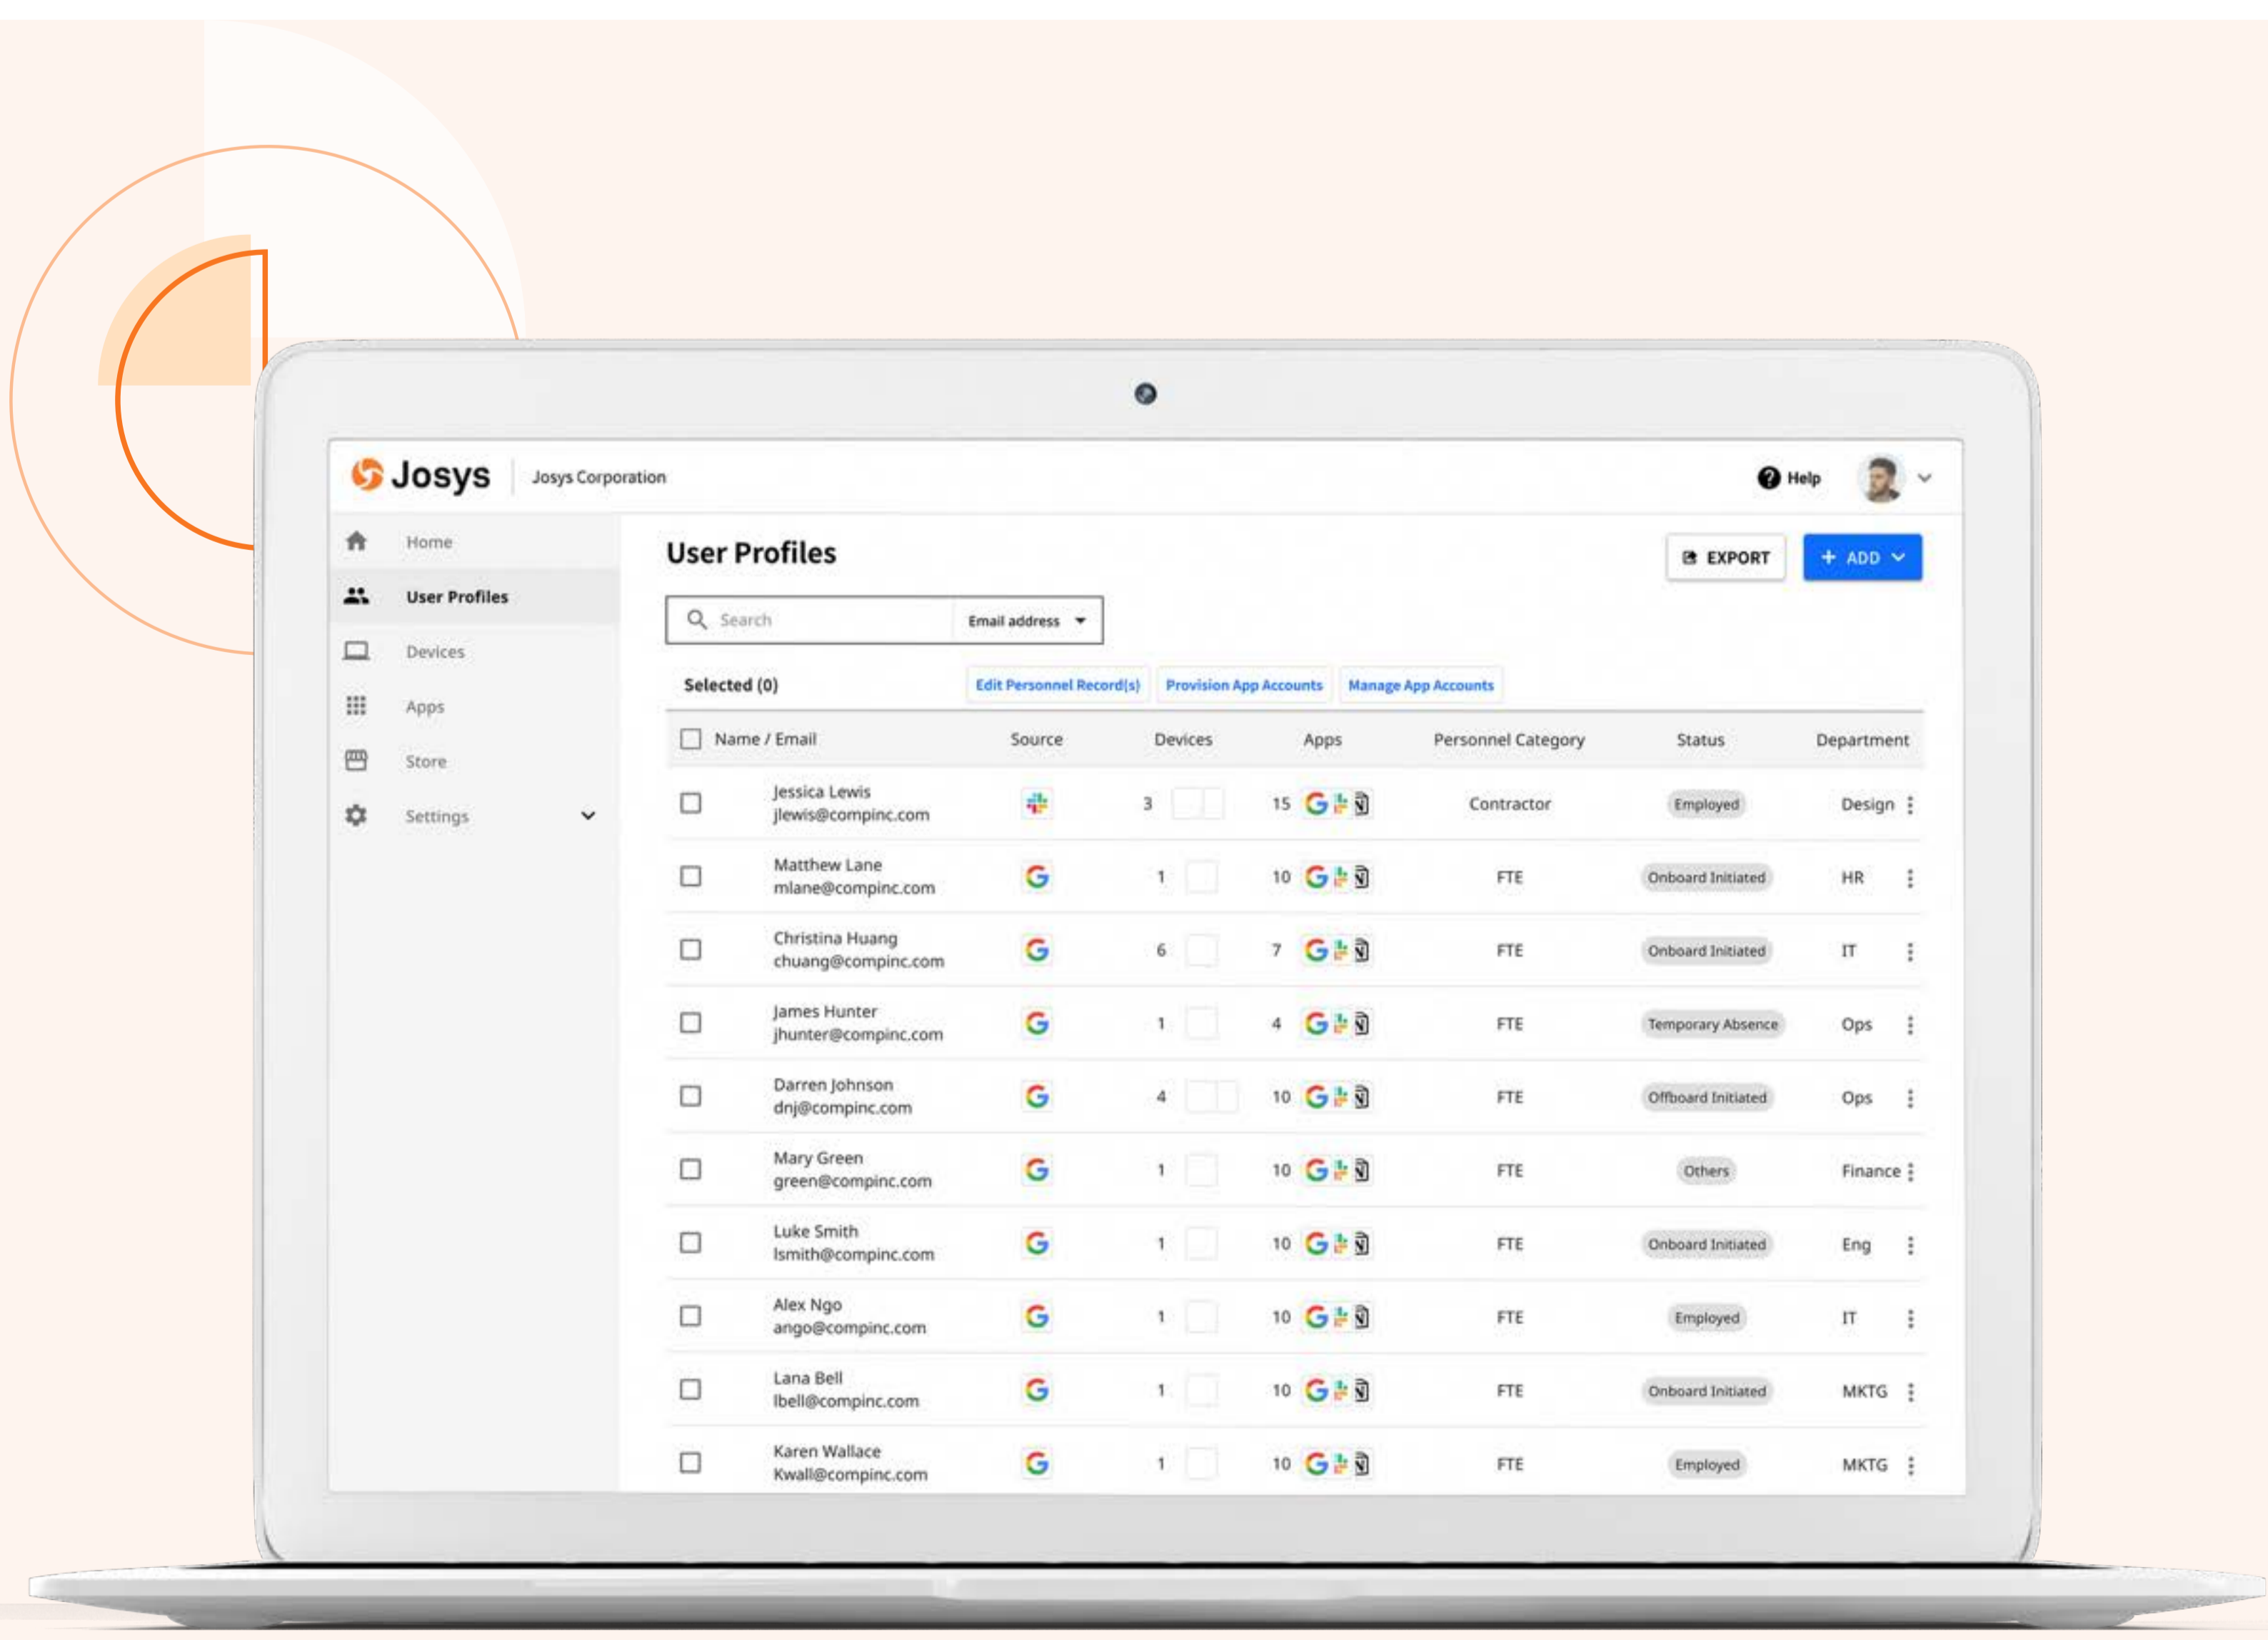 Josys
Josys Corporation
Help
Home
User Profiles
Devices
Apps
Store
Settings
User Profiles
EXPORT
+ ADD
Search
Email address
Selected (0)
Edit Personnel Record(s)
Provision App Accounts
Manage App Accounts
Name / Email Source Devices Apps Personnel Category Status Department
Jessica Lewis
jlewis@compinc.com
3 15 Contractor Employed Design
Matthew Lane
mlane@compinc.com
1 10 FTE Onboard Initiated HR
Christina Huang
chuang@compinc.com
6 7 FTE Onboard Initiated IT
James Hunter
jhunter@compinc.com
1 4 FTE Temporary Absence Ops
Darren Johnson
dnj@compinc.com
4 10 FTE Offboard Initiated Ops
Mary Green
green@compinc.com
1 10 FTE Others Finance
Luke Smith
lsmith@compinc.com
1 10 FTE Onboard Initiated Eng
Alex Ngo
ango@compinc.com
1 10 FTE Employed IT
Lana Bell
lbell@compinc.com
1 10 FTE Onboard Initiated MKTG
Karen Wallace
Kwall@compinc.com
1 10 FTE Employed MKTG